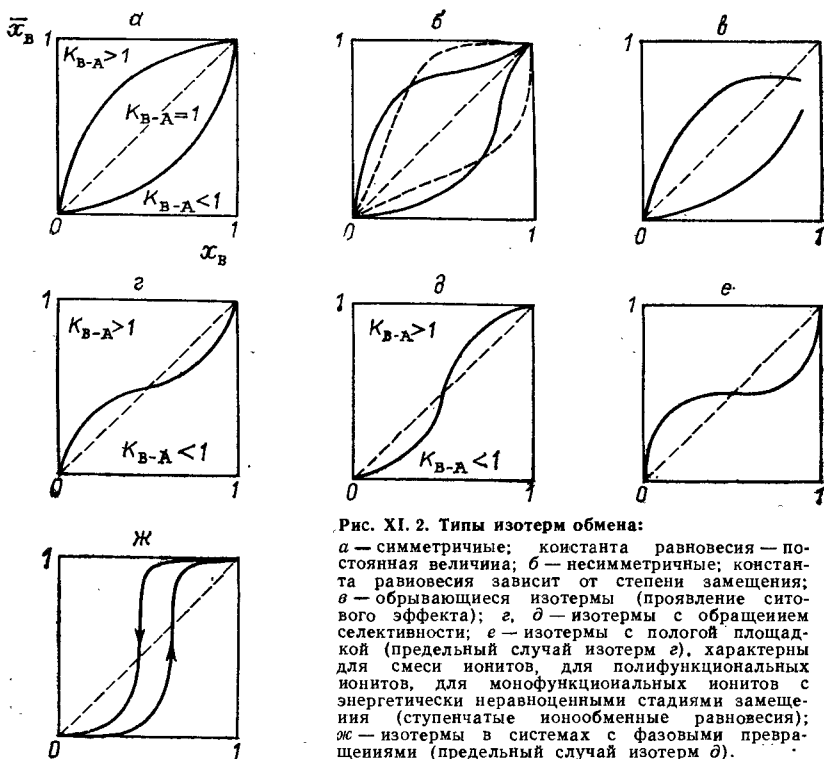 а б в
x̄в 1 1 1
Kв-А>1
Kв-А=1
Kв-А<1
0 1 0 1 0 1
xв
г д е
1 1 1
Kв-А>1 Kв-А>1
Kв-А<1 Kв-А<1
0 1 0 1 0 1
ж
1
0 1
Рис. XI. 2. Типы изотерм обмена:
а — симметричные; константа равновесия — по-
стоянная величина; б — несимметричные; констан-
та равновесия зависит от степени замещения;
в — обрывающиеся изотермы (проявление сито-
вого эффекта); г, д — изотермы с обращением
селективности; е — изотермы с пологой площад-
кой (предельный случай изотерм г), характерны
для смеси ионитов, для полифункциональных
ионитов, для монофункциональных ионитов с
энергетически неравноценными стадиями замеще-
ния (ступенчатые ионообменные равновесия);
ж — изотермы в системах с фазовыми превра-
щениями (предельный случай изотерм д).